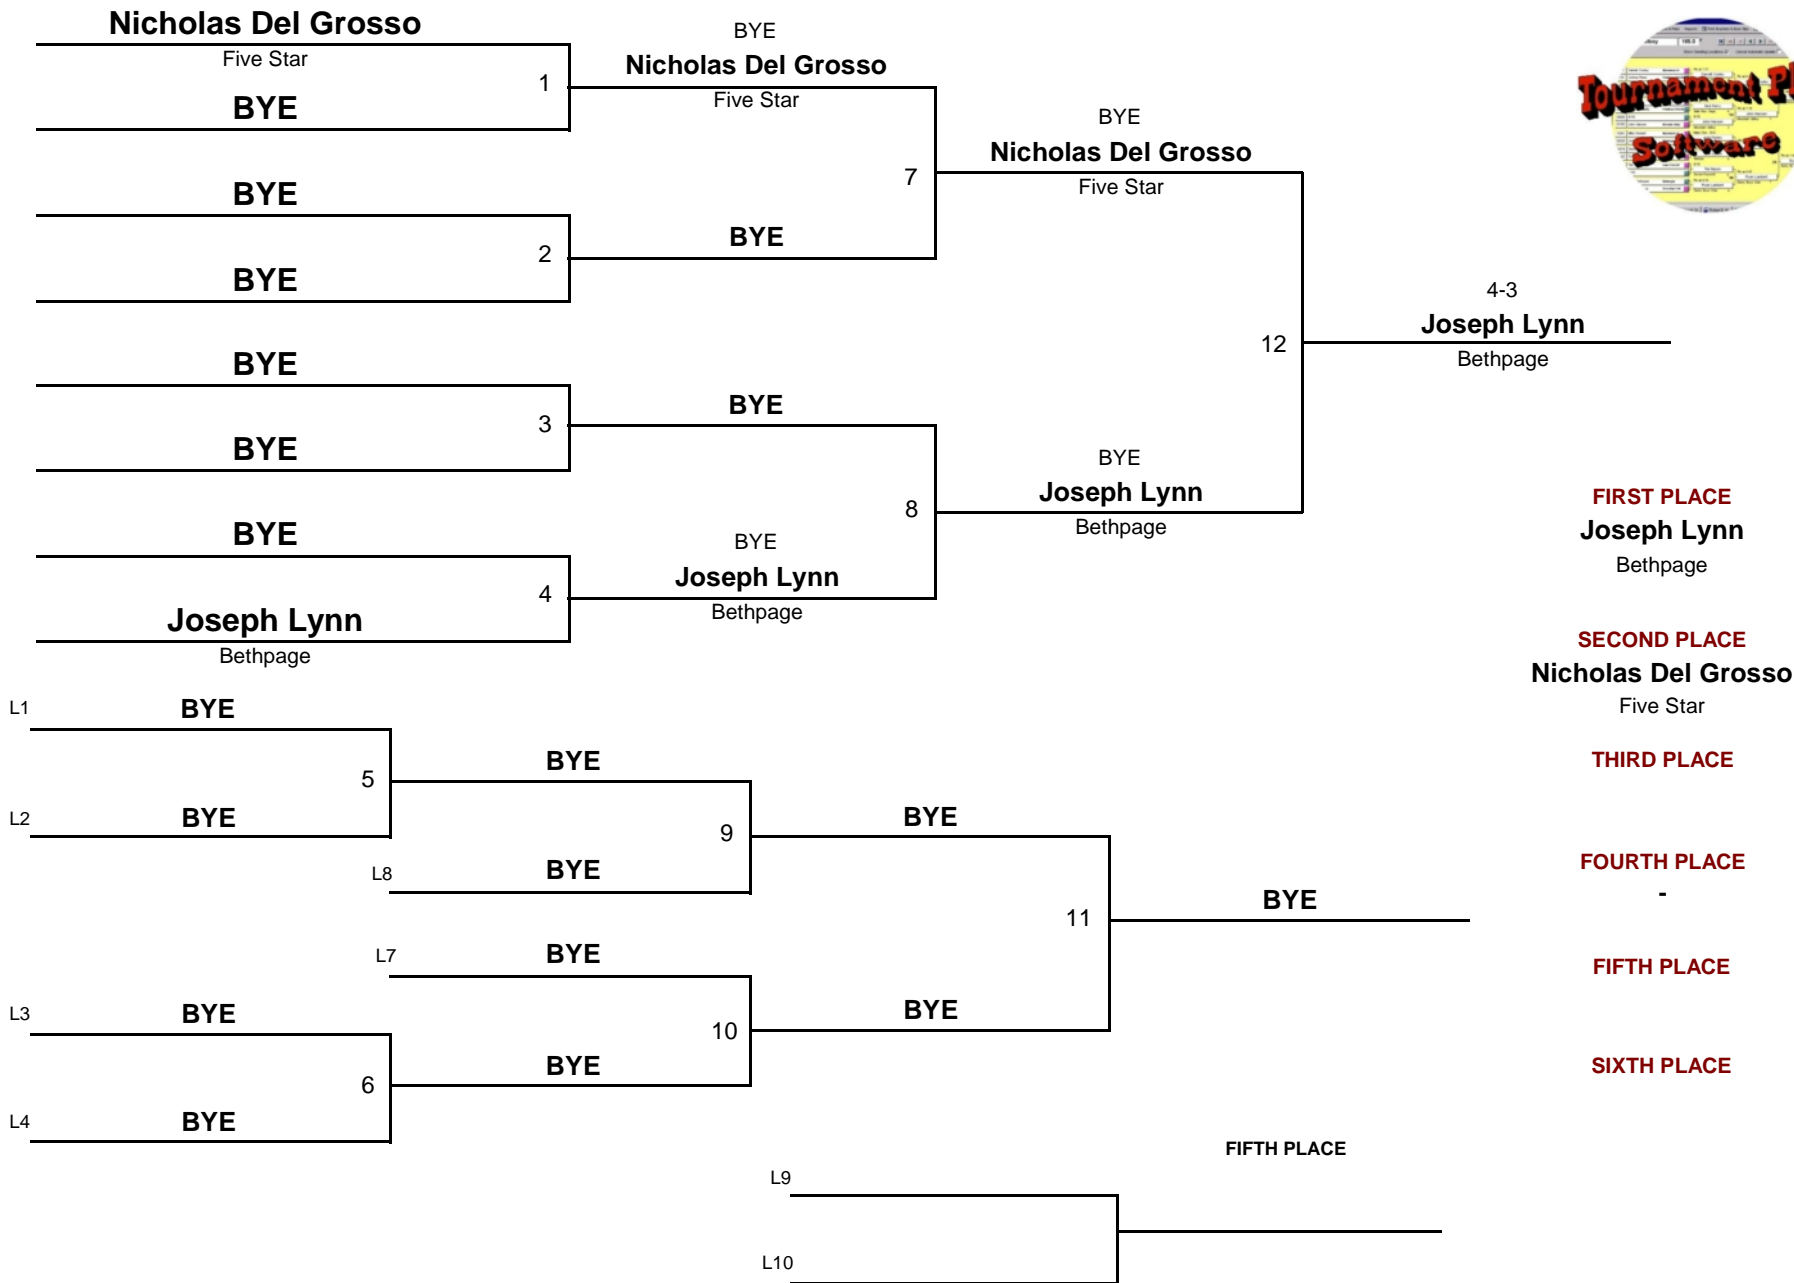 Nicholas Del Grosso
Five Star
1
BYE
BYE
2
BYE
BYE
3
BYE
BYE
4
Joseph Lynn
Bethpage
BYE
Nicholas Del Grosso
Five Star
7
BYE
BYE
8
BYE
Joseph Lynn
Bethpage
BYE
Nicholas Del Grosso
Five Star
12
BYE
Joseph Lynn
Bethpage
4-3
Joseph Lynn
Bethpage
Tournament Pl
Software
FIRST PLACE
Joseph Lynn
Bethpage
SECOND PLACE
Nicholas Del Grosso
Five Star
THIRD PLACE
FOURTH PLACE
-
FIFTH PLACE
SIXTH PLACE
L1 BYE
5
L2 BYE
BYE
9
L8 BYE
L7 BYE
10
L3 BYE
6
L4 BYE
BYE
BYE
11
BYE
BYE
FIFTH PLACE
L9
L10